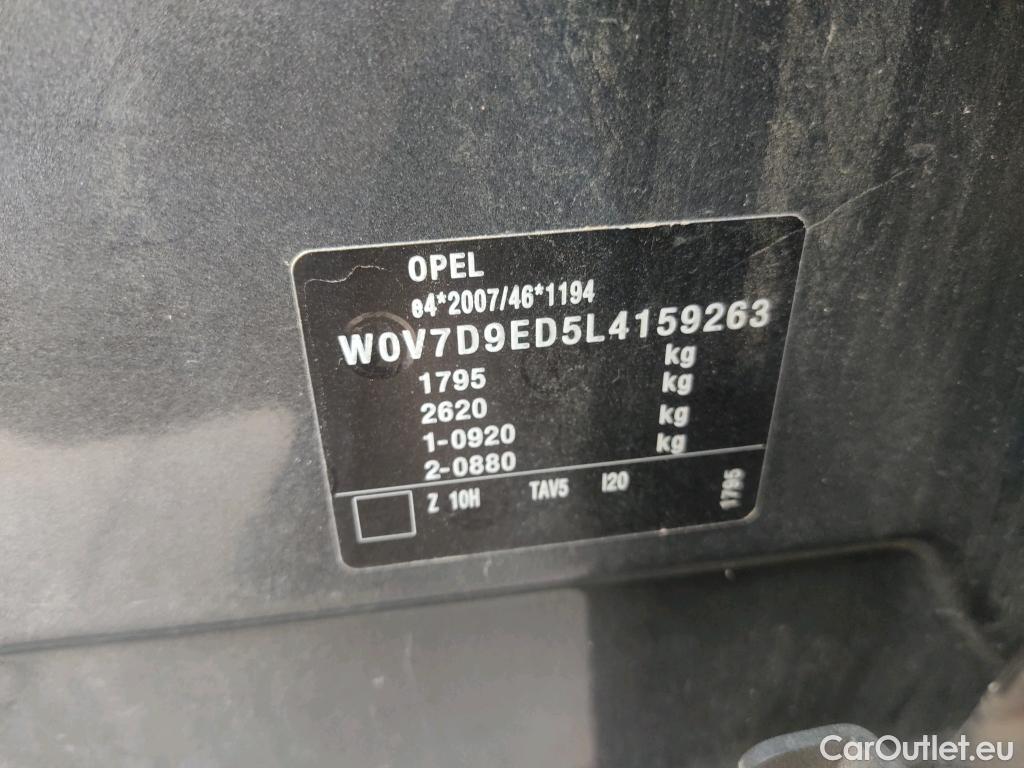 OPEL
e4*2007/46*1194
W0V7D9ED5L4159263
1795 kg
2620 kg
1-0920 kg
2-0880 kg
Z 10H TAV5 I20 1795
CarOutlet.eu